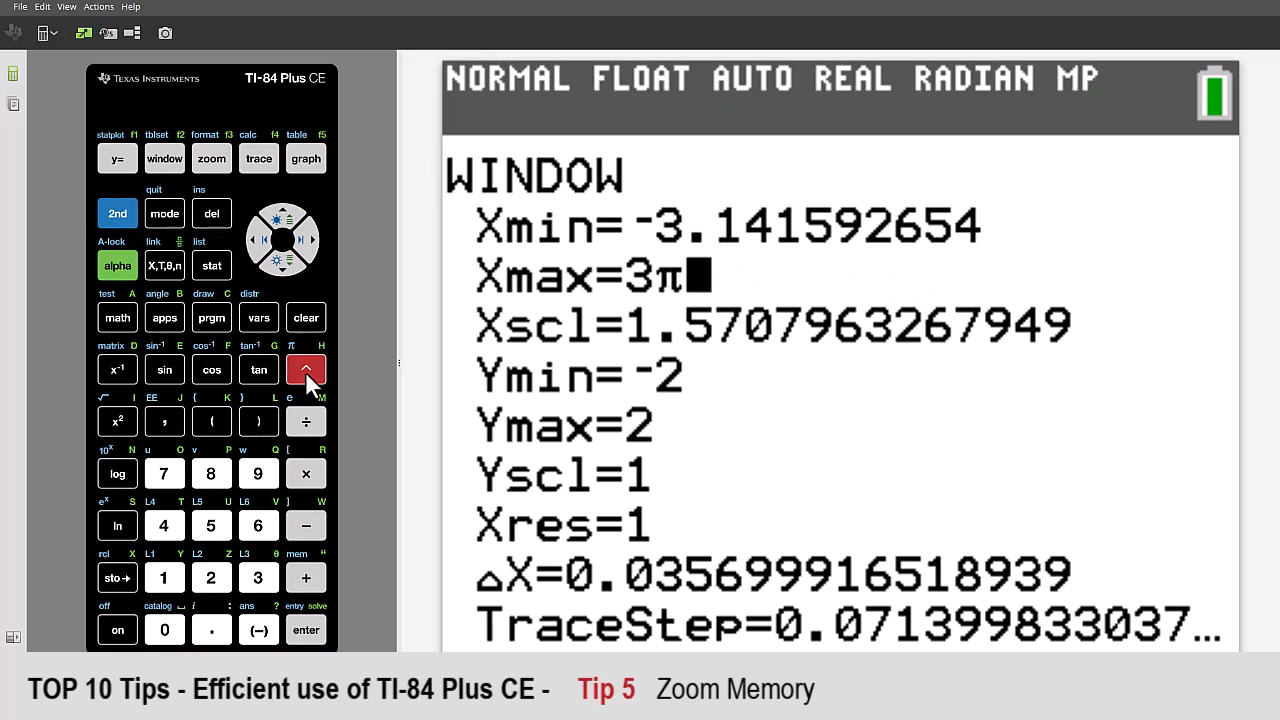 File Edit View Actions Help
TEXAS INSTRUMENTS TI-84 Plus CE
statplot f1 tblset f2 format f3 calc f4 table f5
y= window zoom trace graph
quit ins
2nd mode del
A-lock link list
alpha X,T,θ,n stat
test A angle B draw C distr
math apps prgm vars clear
matrix D sin⁻¹ E cos⁻¹ F tan⁻¹ G π H
x⁻¹ sin cos tan ^
√ I EE J { K } L e M
x² , ( ) ÷
10ˣ N u O v P w Q [ R
log 7 8 9 ×
eˣ S L4 T L5 U L6 V ] W
ln 4 5 6 −
rcl X L1 Y L2 Z L3 θ mem "
sto→ 1 2 3 +
off catalog ␣ i : ans ? entry solve
on 0 . (−) enter
NORMAL FLOAT AUTO REAL RADIAN MP
WINDOW
Xmin=-3.141592654
Xmax=3π
Xscl=1.5707963267949
Ymin=-2
Ymax=2
Yscl=1
Xres=1
△X=0.035699916518939
TraceStep=0.071399833037...
TOP 10 Tips - Efficient use of TI-84 Plus CE - Tip 5 Zoom Memory